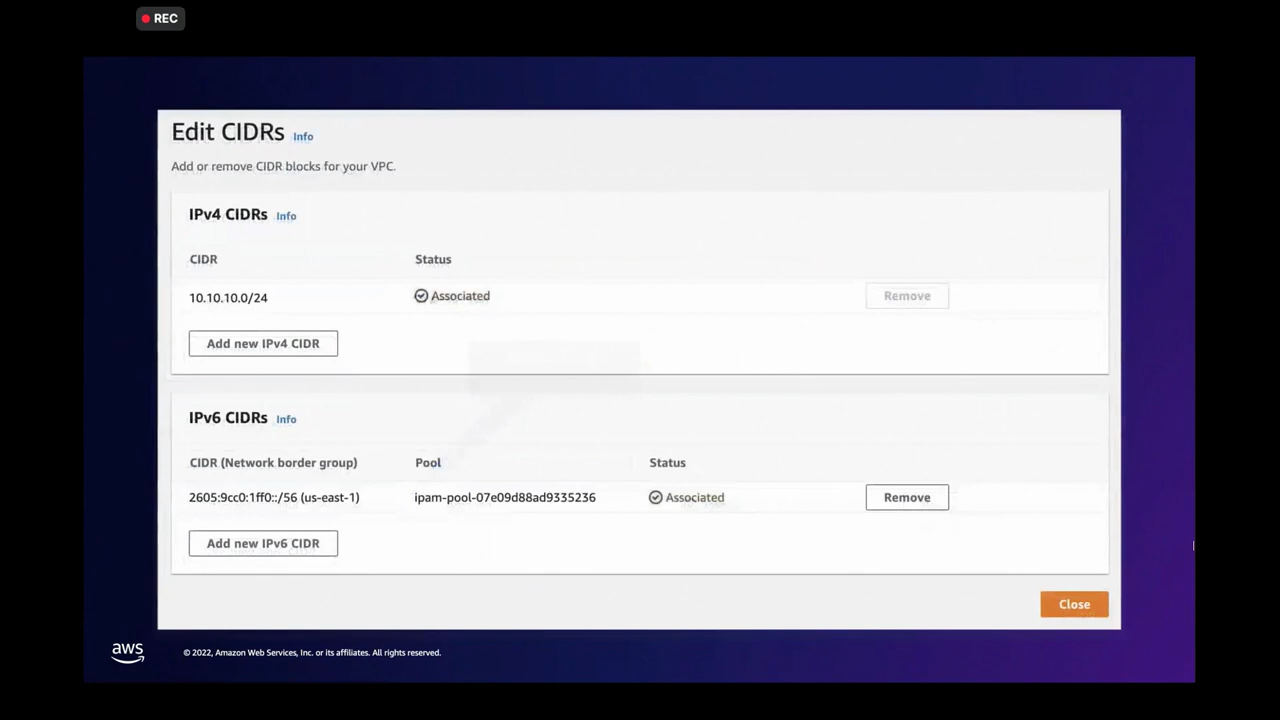 REC
Edit CIDRs Info
Add or remove CIDR blocks for your VPC.
IPv4 CIDRs Info
CIDR Status
10.10.10.0/24 Associated Remove
Add new IPv4 CIDR
IPv6 CIDRs Info
CIDR (Network border group) Pool Status
2605:9cc0:1ff0::/56 (us-east-1) ipam-pool-07e09d88ad9335236 Associated Remove
Add new IPv6 CIDR
Close
aws © 2022, Amazon Web Services, Inc. or its affiliates. All rights reserved.